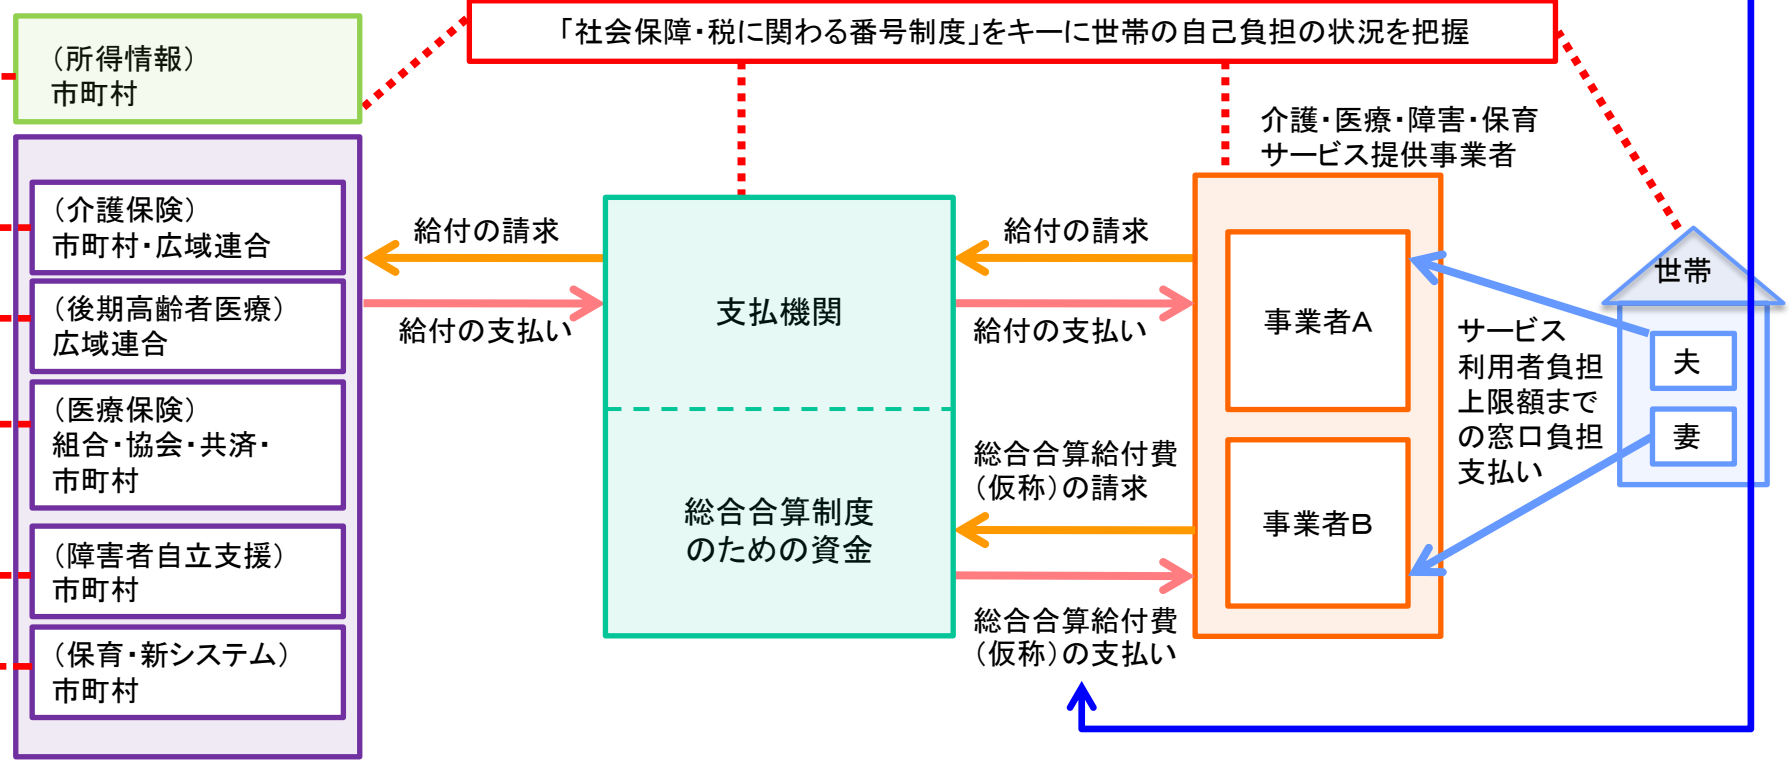 「社会保障・税に関わる番号制度」をキーに世帯の自己負担の状況を把握
（所得情報）
市町村
（介護保険）
市町村・広域連合
（後期高齢者医療）
広域連合
（医療保険）
組合・協会・共済・
市町村
（障害者自立支援）
市町村
（保育・新システム）
市町村
給付の請求
給付の支払い
支払機関
総合合算制度
のための資金
給付の請求
給付の支払い
総合合算給付費
（仮称）の請求
総合合算給付費
（仮称）の支払い
介護・医療・障害・保育
サービス提供事業者
事業者A
事業者B
サービス
利用者負担
上限額まで
の窓口負担
支払い
世帯
夫
妻